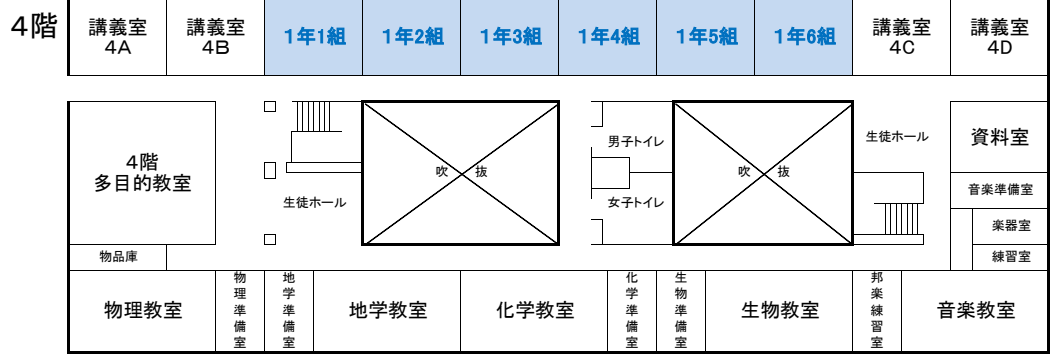 4階
講義室
4A
講義室
4B
1年1組
1年2組
1年3組
1年4組
1年5組
1年6組
講義室
4C
講義室
4D
4階
多目的教室
生徒ホール
吹 抜
男子トイレ
女子トイレ
吹 抜
生徒ホール
資料室
音楽準備室
楽器室
練習室
物品庫
物理教室
物理準備室
地学準備室
地学教室
化学教室
化学準備室
生物準備室
生物教室
邦楽練習室
音楽教室